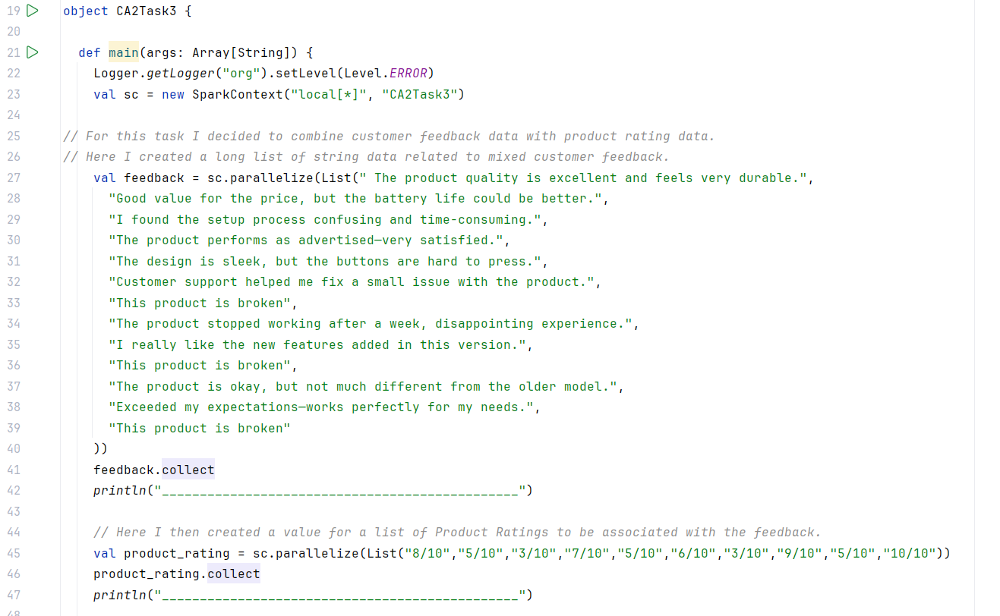 19 object CA2Task3 {
20
21 def main(args: Array[String]) {
22 Logger.getLogger("org").setLevel(Level.ERROR)
23 val sc = new SparkContext("local[*]", "CA2Task3")
24
25 // For this task I decided to combine customer feedback data with product rating data.
26 // Here I created a long list of string data related to mixed customer feedback.
27 val feedback = sc.parallelize(List(" The product quality is excellent and feels very durable.",
28 "Good value for the price, but the battery life could be better.",
29 "I found the setup process confusing and time-consuming.",
30 "The product performs as advertised—very satisfied.",
31 "The design is sleek, but the buttons are hard to press.",
32 "Customer support helped me fix a small issue with the product.",
33 "This product is broken",
34 "The product stopped working after a week, disappointing experience.",
35 "I really like the new features added in this version.",
36 "This product is broken",
37 "The product is okay, but not much different from the older model.",
38 "Exceeded my expectations—works perfectly for my needs.",
39 "This product is broken"
40 ))
41 feedback.collect
42 println("_______________________________________________")
43
44 // Here I then created a value for a list of Product Ratings to be associated with the feedback.
45 val product_rating = sc.parallelize(List("8/10","5/10","3/10","7/10","5/10","6/10","3/10","9/10","5/10","10/10"))
46 product_rating.collect
47 println("_______________________________________________")
48